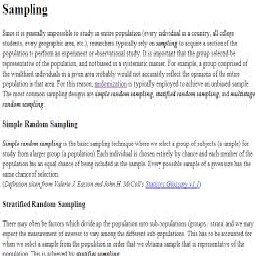 Sampling
Since it is generally impossible to study an entire population (every individual in a country, all college
students, every geographic area, etc.), researchers typically rely on sampling to acquire a section of the
population to perform an experiment or observational study. It is important that the group selected be
representative of the population, and not biased in a systematic manner. For example, a group comprised of
the wealthiest individuals in a given area probably would not accurately reflect the opinions of the entire
population in that area. For this reason, randomization is typically employed to achieve an unbiased sample.
The most common sampling designs are simple random sampling, stratified random sampling, and multistage
random sampling.
Simple Random Sampling
Simple random sampling is the basic sampling technique where we select a group of subjects (a sample) for
study from a larger group (a population). Each individual is chosen entirely by chance and each member of the
population has an equal chance of being included in the sample. Every possible sample of a given size has the
same chance of selection.
(Definition taken from Valerie J. Easton and John H. McColl's Statistics Glossary v1.1)
Stratified Random Sampling
There may often be factors which divide up the population into sub-populations (groups / strata) and we may
expect the measurement of interest to vary among the different sub-populations. This has to be accounted for
when we select a sample from the population in order that we obtain a sample that is representative of the
population. This is achieved by stratified sampling.